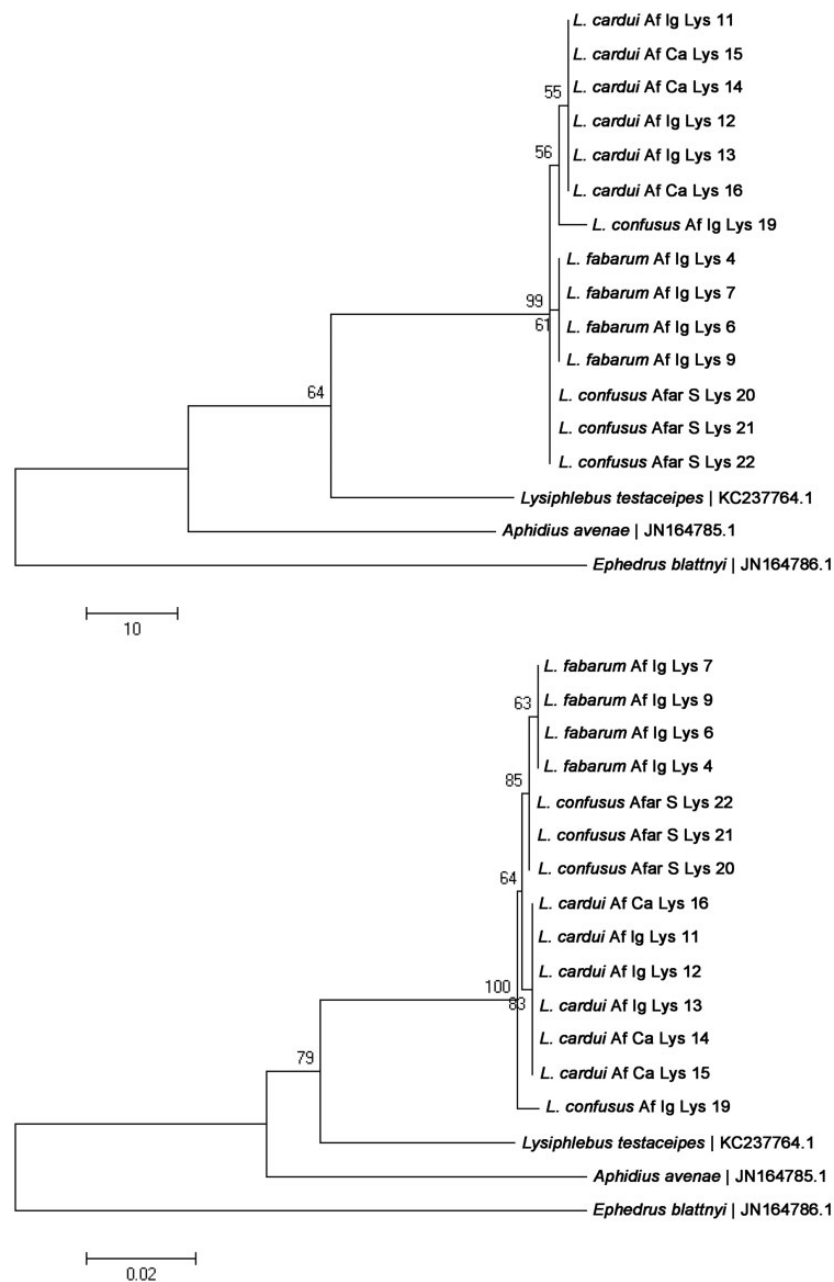 L. cardui Af Ig Lys 11
L. cardui Af Ca Lys 15
55
L. cardui Af Ca Lys 14
L. cardui Af Ig Lys 12
56
L. cardui Af Ig Lys 13
L. cardui Af Ca Lys 16
L. confusus Af Ig Lys 19
L. fabarum Af Ig Lys 4
L. fabarum Af Ig Lys 7
99
61
L. fabarum Af Ig Lys 6
L. fabarum Af Ig Lys 9
64
L. confusus Afar S Lys 20
L. confusus Afar S Lys 21
L. confusus Afar S Lys 22
Lysiphlebus testaceipes | KC237764.1
Aphidius avenae | JN164785.1
Ephedrus blattnyi | JN164786.1
10
L. fabarum Af Ig Lys 7
63
L. fabarum Af Ig Lys 9
L. fabarum Af Ig Lys 6
L. fabarum Af Ig Lys 4
85
L. confusus Afar S Lys 22
L. confusus Afar S Lys 21
L. confusus Afar S Lys 20
64
L. cardui Af Ca Lys 16
L. cardui Af Ig Lys 11
L. cardui Af Ig Lys 12
100
83
L. cardui Af Ig Lys 13
L. cardui Af Ca Lys 14
79
L. cardui Af Ca Lys 15
L. confusus Af Ig Lys 19
Lysiphlebus testaceipes | KC237764.1
Aphidius avenae | JN164785.1
Ephedrus blattnyi | JN164786.1
0.02